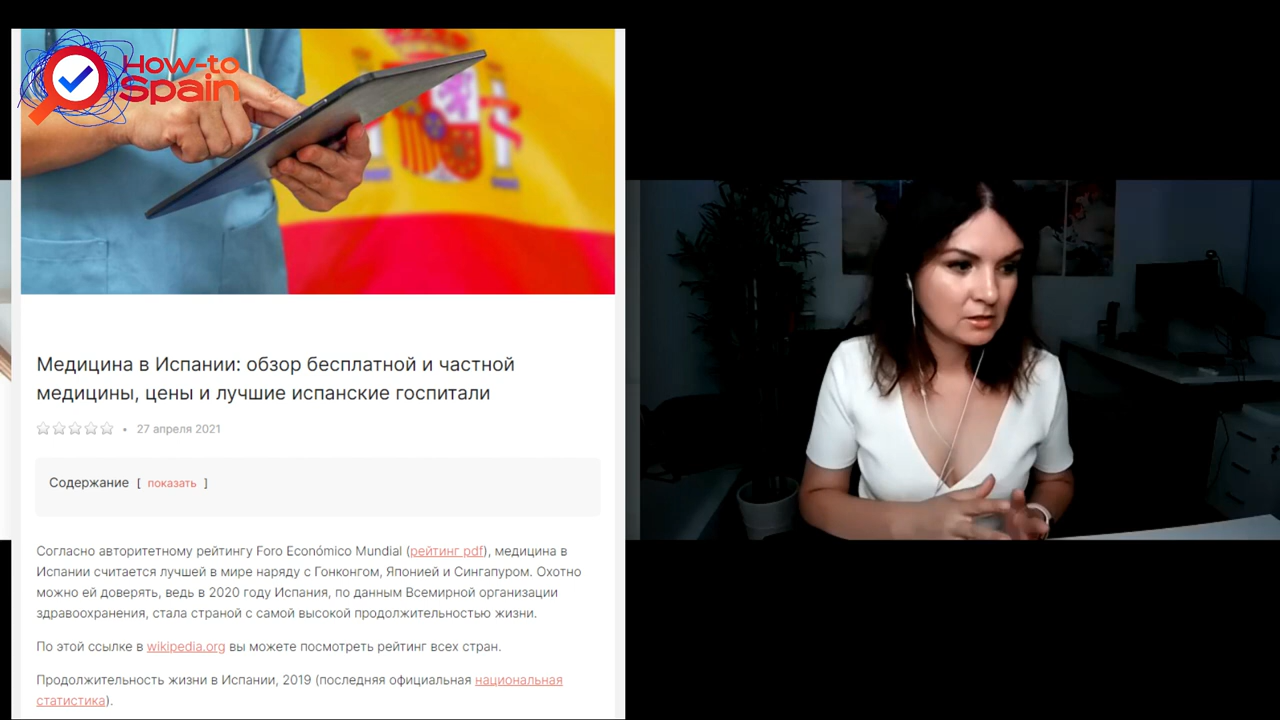 How-to
Spain
Медицина в Испании: обзор бесплатной и частной
медицины, цены и лучшие испанские госпитали
• 27 апреля 2021
Содержание [ показать ]
Согласно авторитетному рейтингу Foro Económico Mundial (рейтинг pdf), медицина в
Испании считается лучшей в мире наряду с Гонконгом, Японией и Сингапуром. Охотно
можно ей доверять, ведь в 2020 году Испания, по данным Всемирной организации
здравоохранения, стала страной с самой высокой продолжительностью жизни.
По этой ссылке в wikipedia.org вы можете посмотреть рейтинг всех стран.
Продолжительность жизни в Испании, 2019 (последняя официальная национальная
статистика).